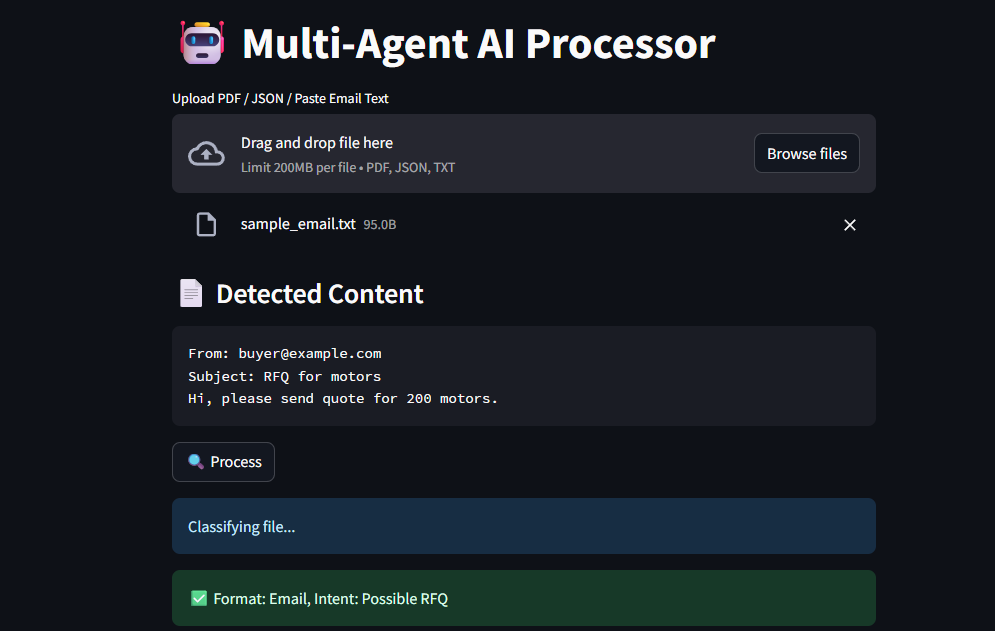 Multi-Agent AI Processor
Upload PDF / JSON / Paste Email Text
Drag and drop file here
Limit 200MB per file • PDF, JSON, TXT
Browse files
sample_email.txt 95.0B
Detected Content
From: buyer@example.com
Subject: RFQ for motors
Hi, please send quote for 200 motors.
Process
Classifying file...
Format: Email, Intent: Possible RFQ